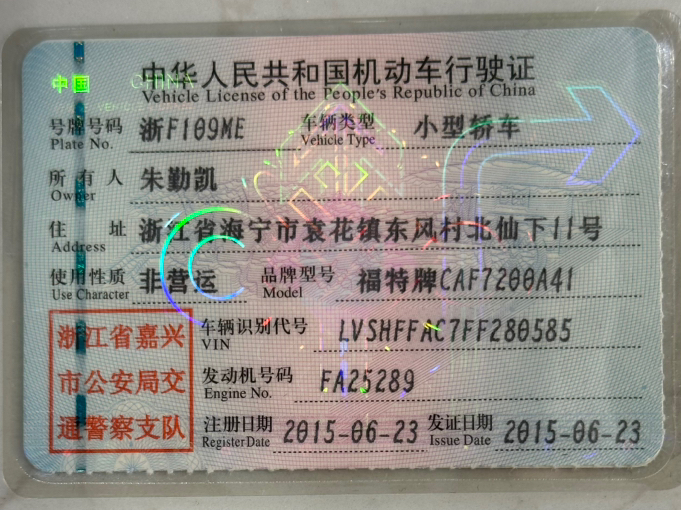 中国 CHINA
中华人民共和国机动车行驶证
Vehicle License of the People's Republic of China
号牌号码 浙F109ME 车辆类型 小型轿车
Plate No. Vehicle Type
所有人 朱勤凯
Owner
住址 浙江省海宁市袁花镇东风村北仙下11号
Address
使用性质 非营运 品牌型号 福特牌CAF7200A41
Use Character Model
浙江省嘉兴
市公安局交
通警察支队
车辆识别代号 LVSHFFAC7FF280585
VIN
发动机号码 FA25289
Engine No.
注册日期 2015-06-23 发证日期 2015-06-23
Register Date Issue Date